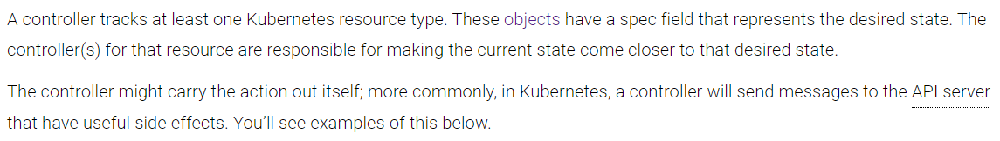 A controller tracks at least one Kubernetes resource type. These objects have a spec field that represents the desired state. The
controller(s) for that resource are responsible for making the current state come closer to that desired state.
The controller might carry the action out itself; more commonly, in Kubernetes, a controller will send messages to the API server
that have useful side effects. You'll see examples of this below.